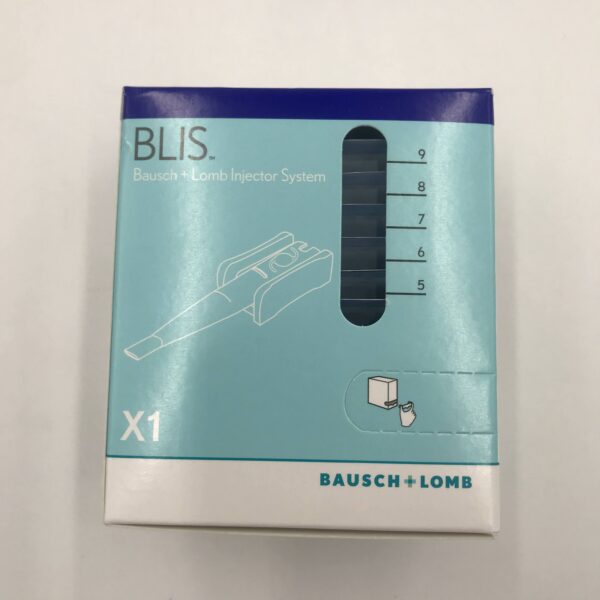 BLIS™
Bausch + Lomb Injector System
9
8
7
6
5
X1
BAUSCH+LOMB